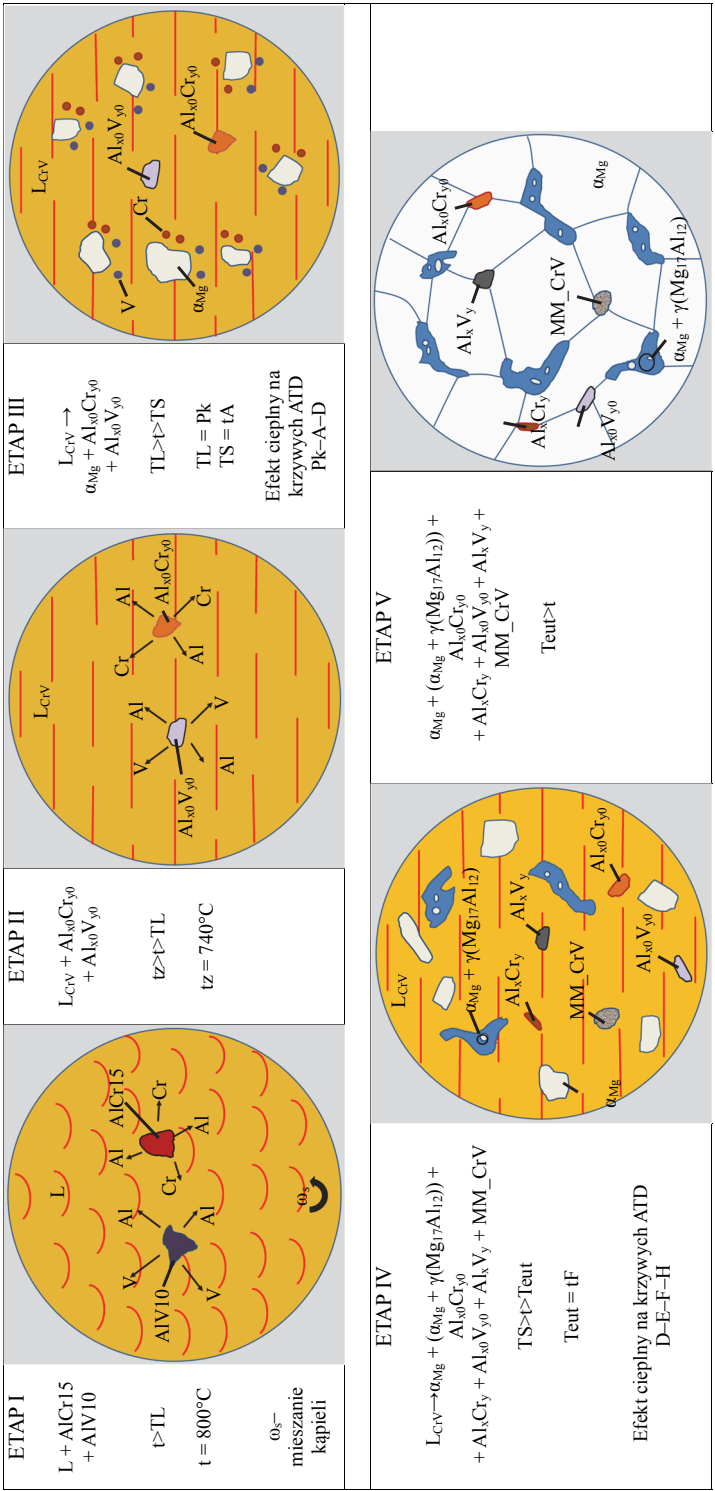 ETAP I
L + AlCr15
+ AlV10
t>TL
t = 800°C
ωs–
mieszanie
kąpieli
L
AlCr15
Al
Cr
Al
Cr
Al
Al
V
V
AlV10
ωs
ETAP II
LCrV + Alx0Cry0
+ Alx0Vy0
tz>t>TL
tz = 740°C
LCrV
Al
Alx0Cry0
Cr
Cr
Al
Al
V
V
Al
Alx0Vy0
ETAP III
LCrV →
αMg + Alx0Cry0
+ Alx0Vy0
TL>t>TS
TL = Pk
TS = tA
Efekt cieplny na
krzywych ATD
Pk–A–D
LCrV
Alx0Vy0
Alx0Cry0
Cr
V
αMg
ETAP IV
LCrV→αMg + (αMg + γ(Mg17Al12)) +
Alx0Cry0
+ AlxCry + Alx0Vy0 + AlxVy + MM_CrV
TS>t>Teut
Teut = tF
Efekt cieplny na krzywych ATD
D–E–F–H
LCrV
αMg + γ(Mg17Al12)
AlxVy
AlxCry
Alx0Cry0
MM_CrV
Alx0Vy0
αMg
ETAP V
αMg + (αMg + γ(Mg17Al12)) +
Alx0Cry0
+ AlxCry + Alx0Vy0 + AlxVy +
MM_CrV
Teut>t
Alx0Cry0
αMg
AlxVy
MM_CrV
AlxCry
Alx0Vy0
αMg + γ(Mg17Al12)